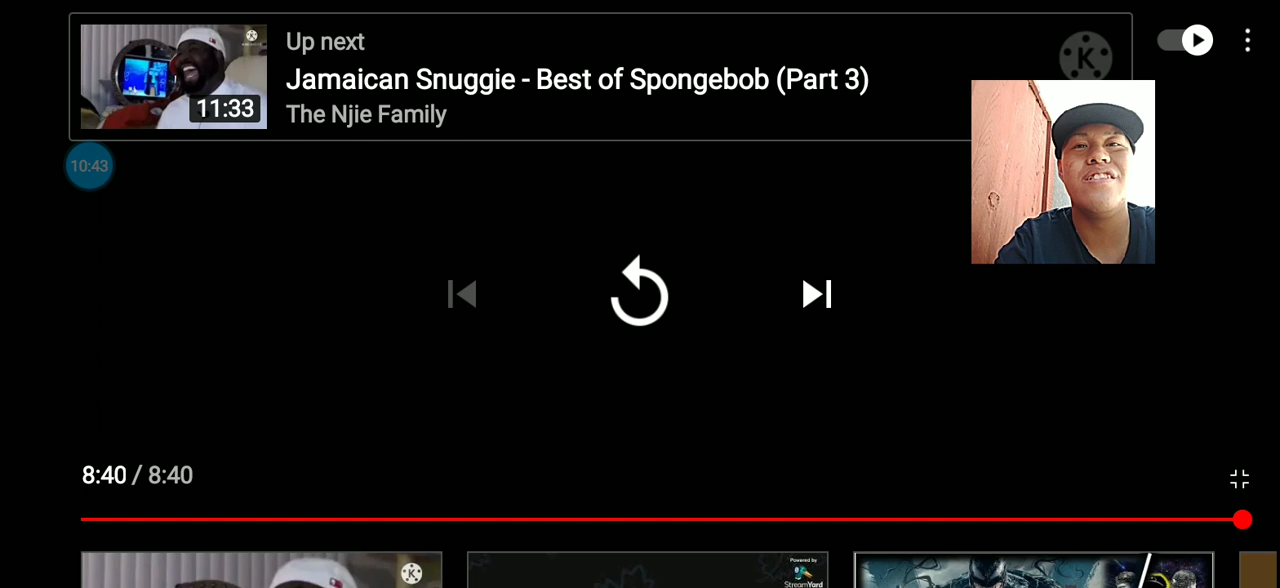 Up next
Jamaican Snuggie - Best of Spongebob (Part 3)
11:33
The Njie Family
K
10:43
8:40 / 8:40
Powered by
StreamYard